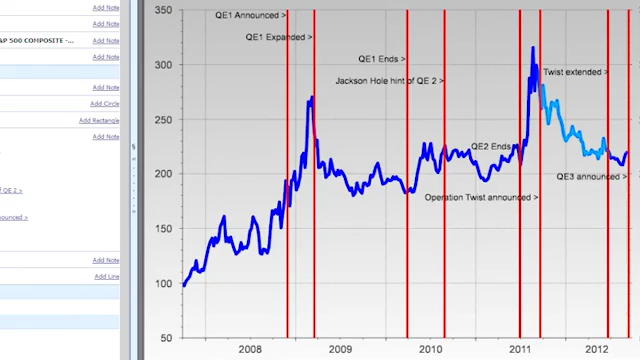 Add Note
&P 500 COMPOSITE -...
Add Note
Add Note
Add Note
Add Circle
Add Rectangle
Add Note
of QE 2 >
nounced >
Add Note
Add Line
350
300
250
200
150
100
50
QE1 Announced >
QE1 Expanded >
QE1 Ends >
Jackson Hole hint of QE 2 >
Twist extended >
QE2 Ends >
QE3 announced >
Operation Twist announced >
2008
2009
2010
2011
2012